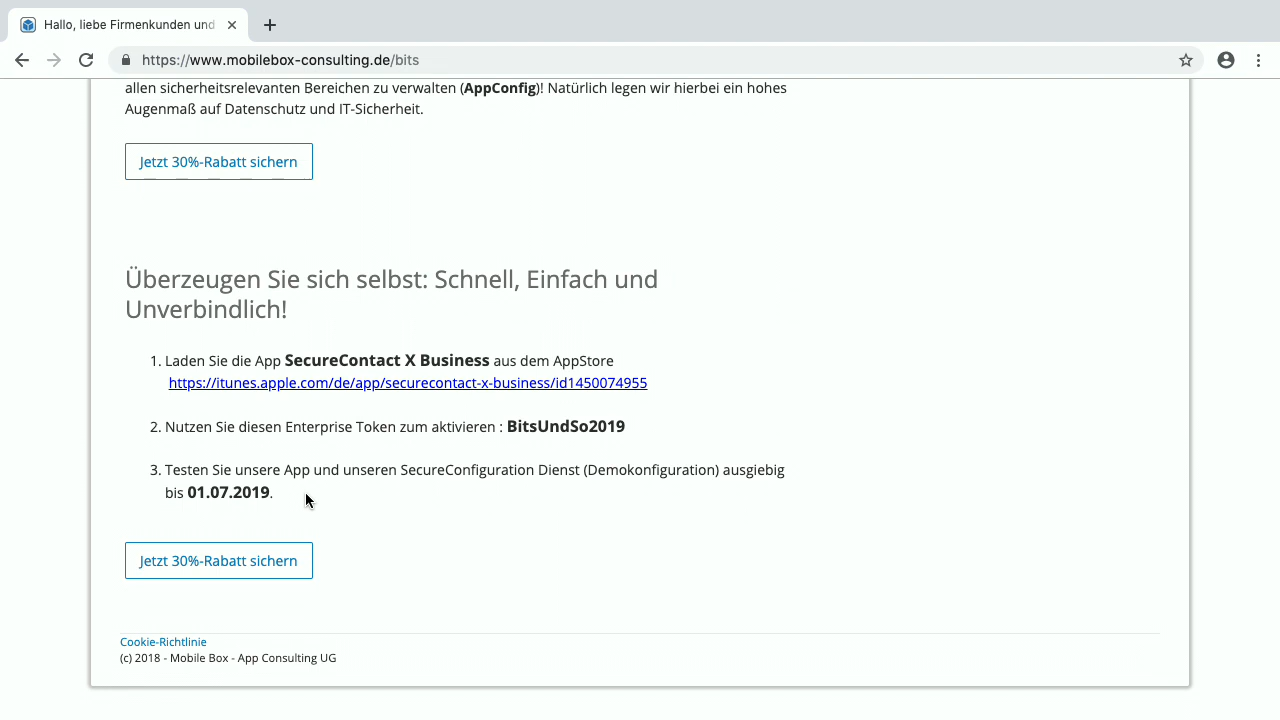 Hallo, liebe Firmenkunden und
https://www.mobilebox-consulting.de/bits
allen sicherheitsrelevanten Bereichen zu verwalten (AppConfig)! Natürlich legen wir hierbei ein hohes
Augenmaß auf Datenschutz und IT-Sicherheit.
Jetzt 30%-Rabatt sichern
Überzeugen Sie sich selbst: Schnell, Einfach und
Unverbindlich!
1. Laden Sie die App SecureContact X Business aus dem AppStore
https://itunes.apple.com/de/app/securecontact-x-business/id1450074955
2. Nutzen Sie diesen Enterprise Token zum aktivieren : BitsUndSo2019
3. Testen Sie unsere App und unseren SecureConfiguration Dienst (Demokonfiguration) ausgiebig
bis 01.07.2019.
Jetzt 30%-Rabatt sichern
Cookie-Richtlinie
(c) 2018 - Mobile Box - App Consulting UG